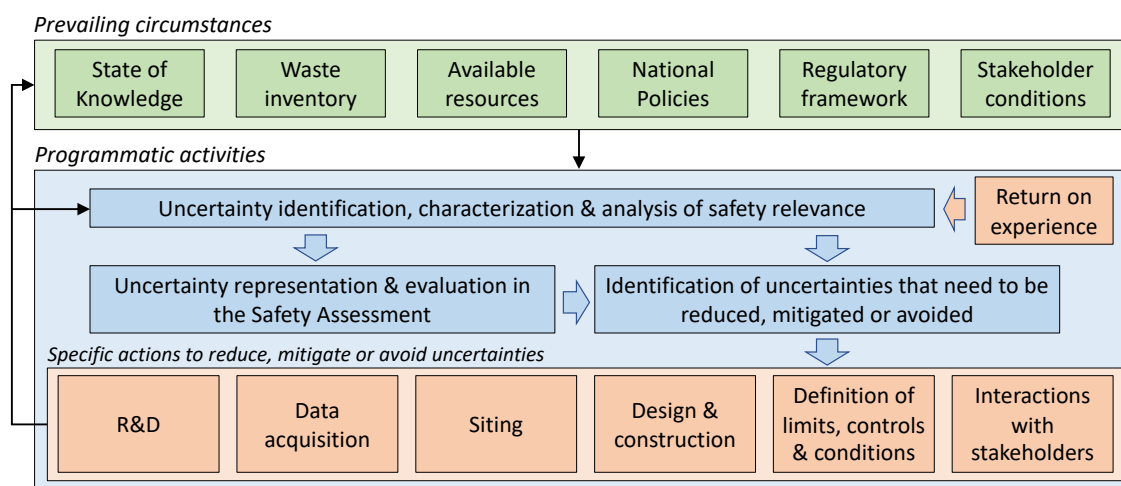 Prevailing circumstances
State of
Knowledge
Waste
inventory
Available
resources
National
Policies
Regulatory
framework
Stakeholder
conditions
Programmatic activities
Uncertainty identification, characterization & analysis of safety relevance
Return on
experience
Uncertainty representation & evaluation in
the Safety Assessment
Identification of uncertainties that need to be
reduced, mitigated or avoided
Specific actions to reduce, mitigate or avoid uncertainties
R&D
Data
acquisition
Siting
Design &
construction
Definition of
limits, controls
& conditions
Interactions
with
stakeholders